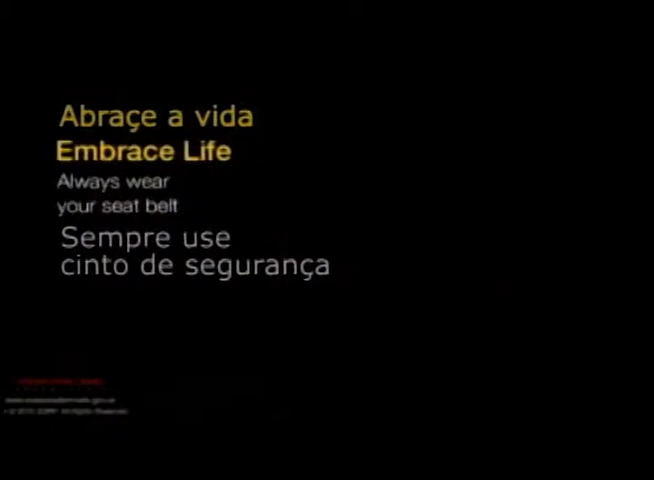 Abraçe a vida
Embrace Life
Always wear
your seat belt
Sempre use
cinto de segurança